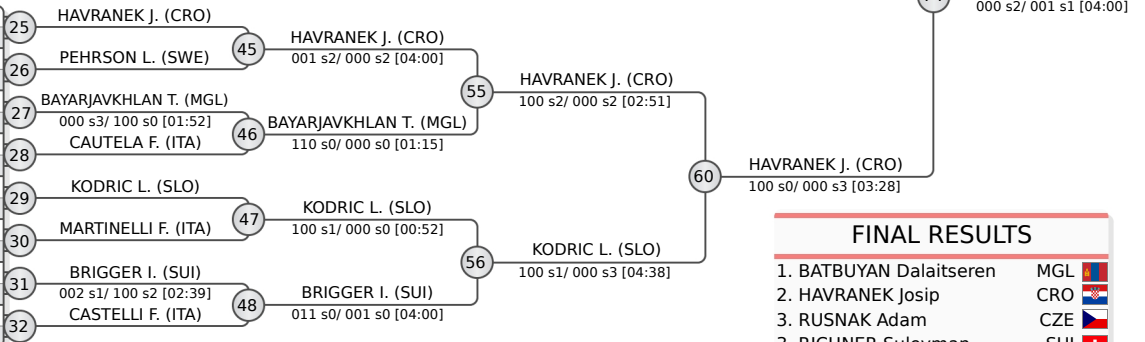 000 s2/ 001 s1 [04:00]
25
HAVRANEK J. (CRO)
26
PEHRSON L. (SWE)
45
HAVRANEK J. (CRO)
001 s2/ 000 s2 [04:00]
27
BAYARJAVKHLAN T. (MGL)
000 s3/ 100 s0 [01:52]
28
CAUTELA F. (ITA)
46
BAYARJAVKHLAN T. (MGL)
110 s0/ 000 s0 [01:15]
55
HAVRANEK J. (CRO)
100 s2/ 000 s2 [02:51]
29
KODRIC L. (SLO)
30
MARTINELLI F. (ITA)
47
KODRIC L. (SLO)
100 s1/ 000 s0 [00:52]
31
BRIGGER I. (SUI)
002 s1/ 100 s2 [02:39]
32
CASTELLI F. (ITA)
48
BRIGGER I. (SUI)
011 s0/ 001 s0 [04:00]
56
KODRIC L. (SLO)
100 s1/ 000 s3 [04:38]
60
HAVRANEK J. (CRO)
100 s0/ 000 s3 [03:28]
FINAL RESULTS
1. BATBUYAN Dalaitseren MGL
2. HAVRANEK Josip CRO
3. RUSNAK Adam CZE